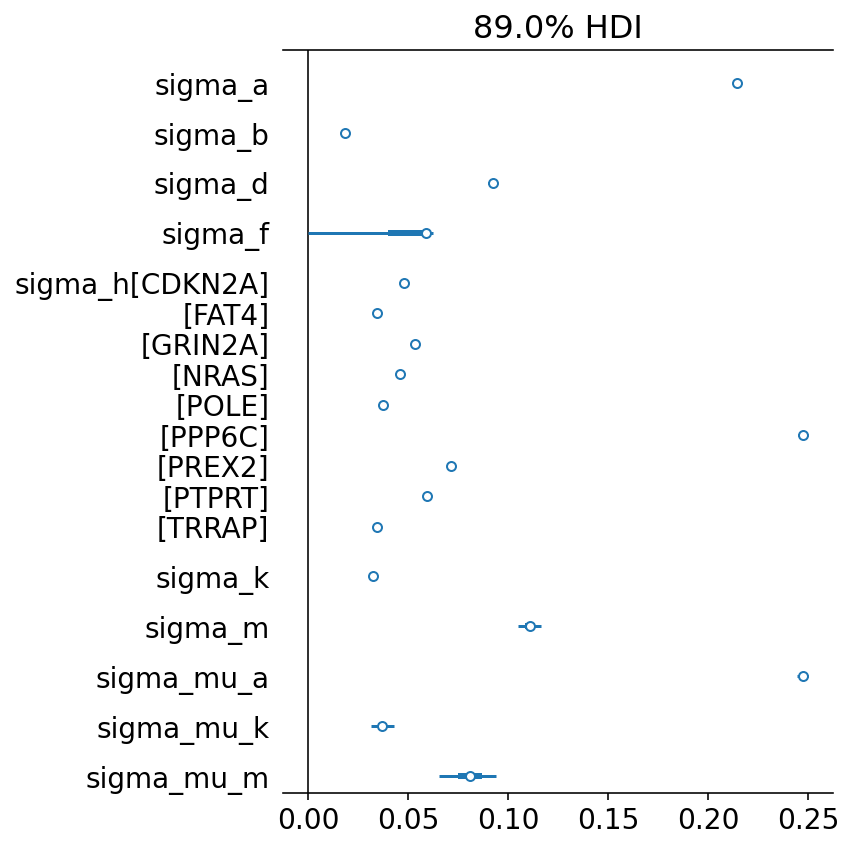 89.0% HDI
sigma_a
sigma_b
sigma_d
sigma_f
sigma_h[CDKN2A]
[FAT4]
[GRIN2A]
[NRAS]
[POLE]
[PPP6C]
[PREX2]
[PTPRT]
[TRRAP]
sigma_k
sigma_m
sigma_mu_a
sigma_mu_k
sigma_mu_m
0.00 0.05 0.10 0.15 0.20 0.25